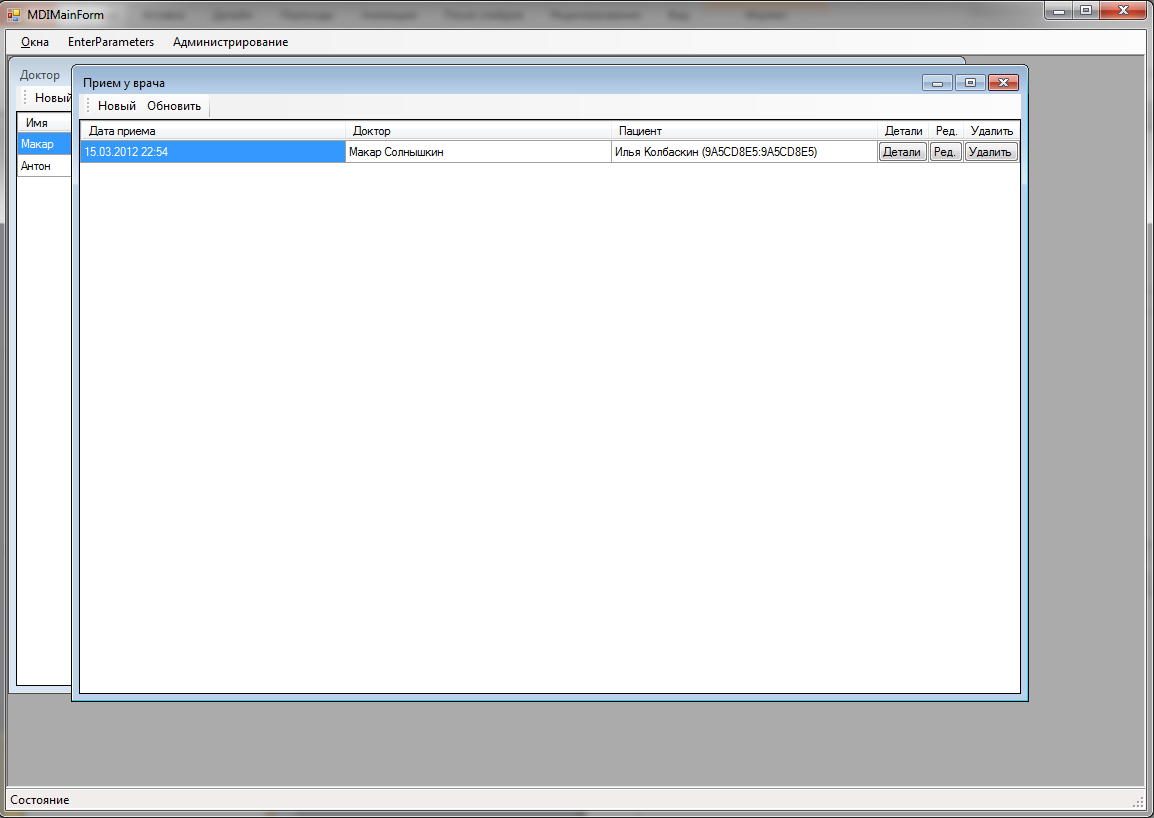 MDIMainForm
Окна EnterParameters Администрирование
Доктор
Новый
Имя
Макар
Антон
Прием у врача
Новый Обновить
Дата приема Доктор Пациент Детали Ред. Удалить
15.03.2012 22:54 Макар Солнышкин Илья Колбаскин (9A5CD8E5:9A5CD8E5) Детали Ред. Удалить
Состояние